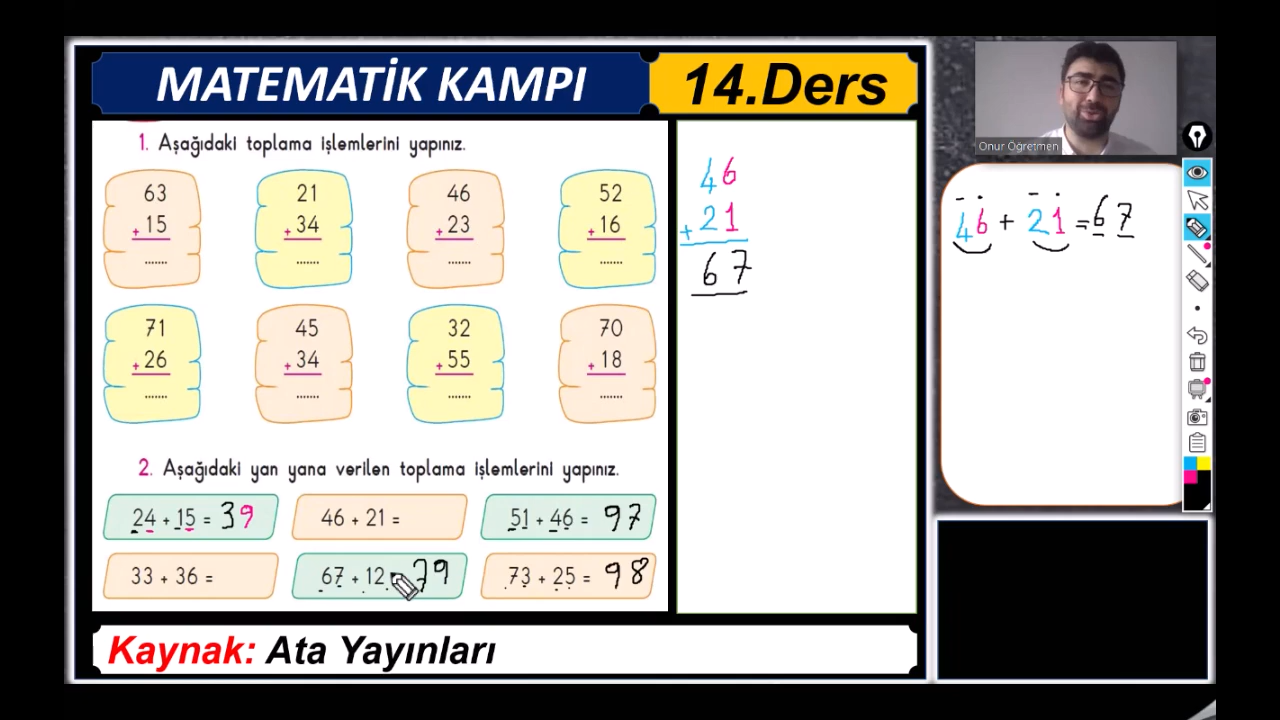 MATEMATİK KAMPI
14.Ders
1. Aşağıdaki toplama işlemlerini yapınız.
63 21 46 52
+ 15 + 34 + 23 + 16
....... ....... ....... .......
71 45 32 70
+ 26 + 34 + 55 + 18
....... ....... ....... .......
2. Aşağıdaki yan yana verilen toplama işlemlerini yapınız.
24 + 15 = 39 46 + 21 = 51 + 46 = 97
33 + 36 = 67 + 12 79 73 + 25 = 98
46
+ 21
67
Onur Öğretmen
46 + 21 = 67
Kaynak: Ata Yayınları